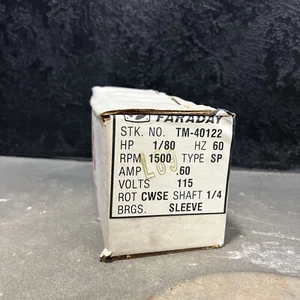 FARADAY
STK. NO. TM-40122
HP 1/80 HZ 60
RPM 1500 TYPE SP
AMP .60
VOLTS 115
ROT CWSE SHAFT 1/4
BRGS. SLEEVE